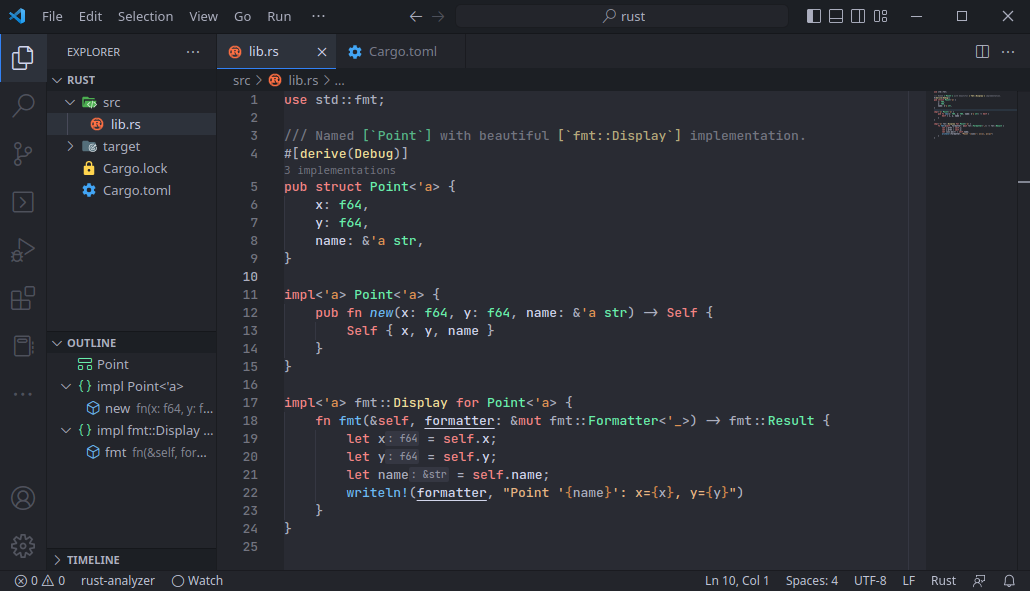 File Edit Selection View Go Run ··· rust
EXPLORER ···
lib.rs
Cargo.toml
···
RUST
src
lib.rs
target
Cargo.lock
Cargo.toml
OUTLINE
Point
impl Point<'a>
new fn(x: f64, y: f...
impl fmt::Display ...
fmt fn(&self, for...
TIMELINE
src > lib.rs > ...
1 use std::fmt;
2
3 /// Named [`Point`] with beautiful [`fmt::Display`] implementation.
4 #[derive(Debug)]
3 implementations
5 pub struct Point<'a> {
6     x: f64,
7     y: f64,
8     name: &'a str,
9 }
10
11 impl<'a> Point<'a> {
12     pub fn new(x: f64, y: f64, name: &'a str) -> Self {
13         Self { x, y, name }
14     }
15 }
16
17 impl<'a> fmt::Display for Point<'a> {
18     fn fmt(&self, formatter: &mut fmt::Formatter<'_>) -> fmt::Result {
19         let x: f64 = self.x;
20         let y: f64 = self.y;
21         let name: &str = self.name;
22         writeln!(formatter, "Point '{name}': x={x}, y={y}")
23     }
24 }
25
0 0 rust-analyzer Watch Ln 10, Col 1 Spaces: 4 UTF-8 LF Rust